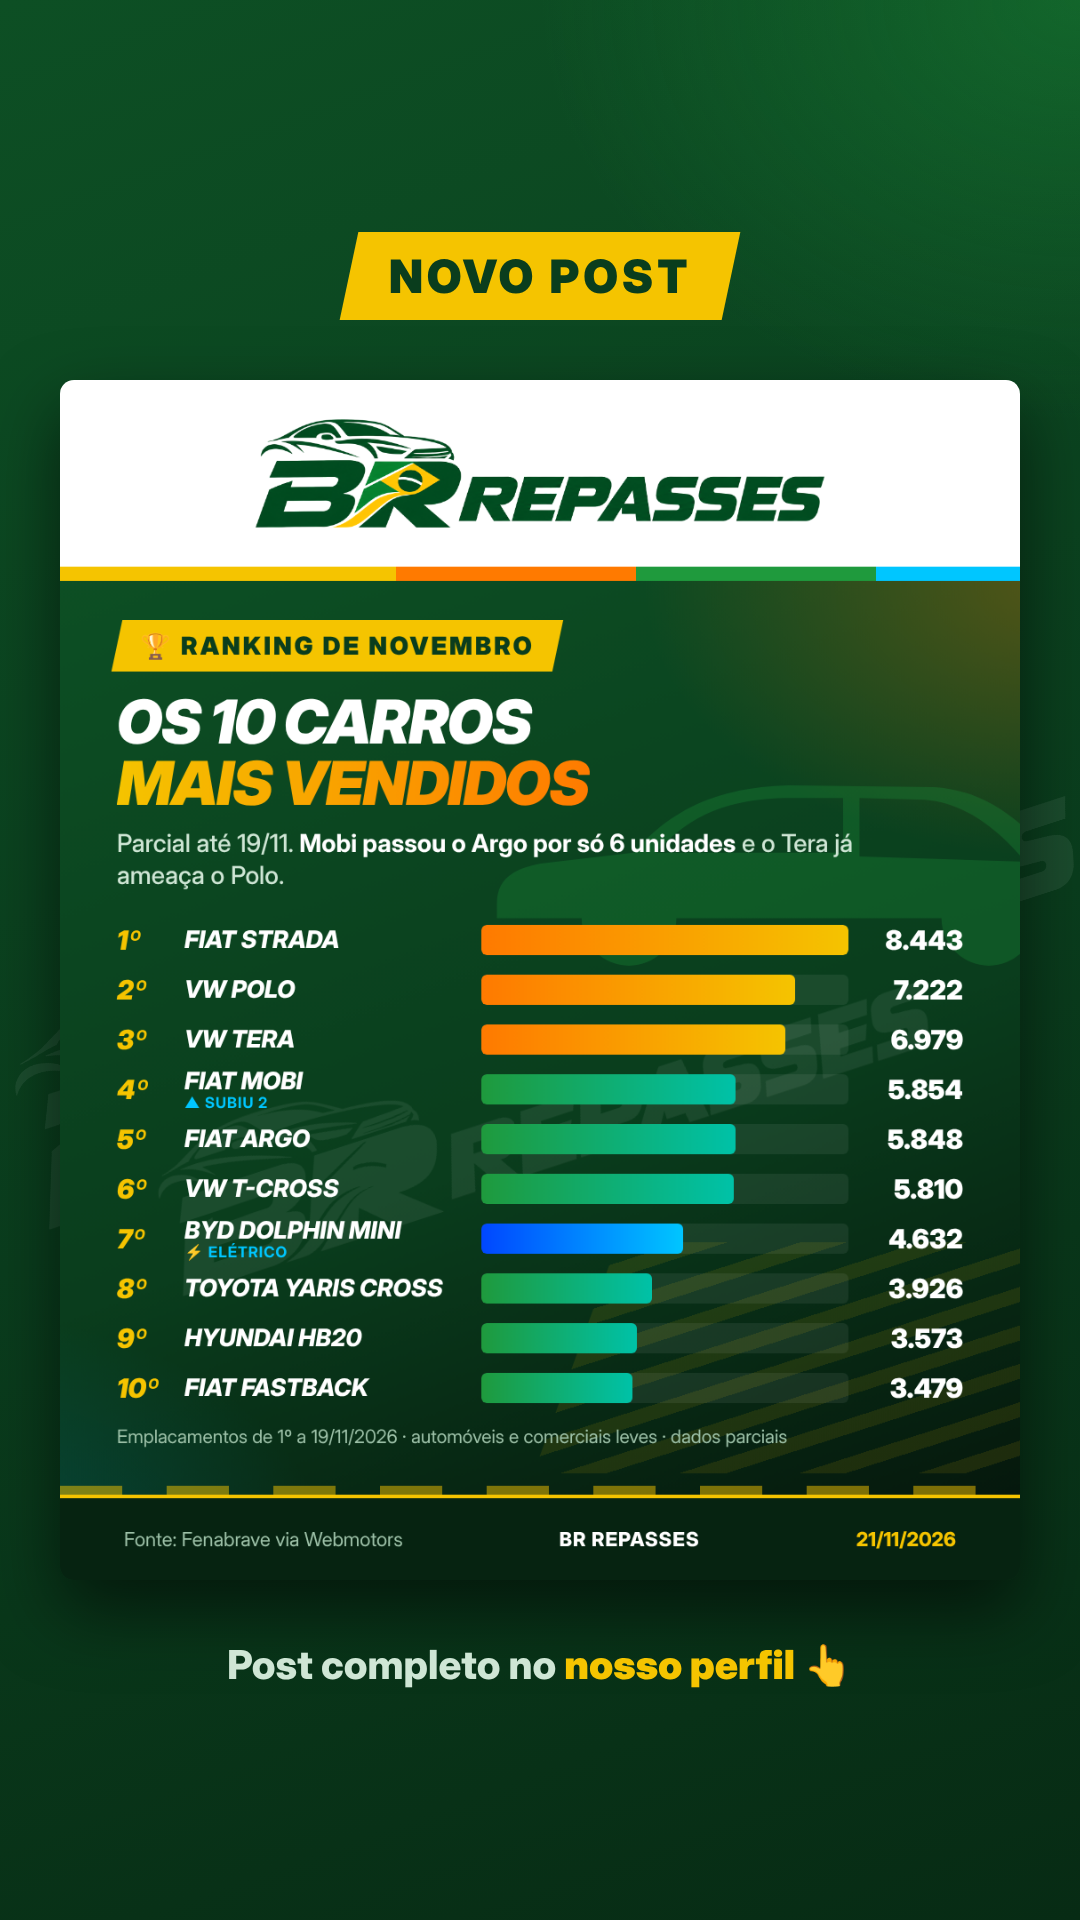 NOVO POST
BR REPASSES
🏆 RANKING DE NOVEMBRO
OS 10 CARROS
MAIS VENDIDOS
Parcial até 19/11. Mobi passou o Argo por só 6 unidades e o Tera já
ameaça o Polo.
1º FIAT STRADA 8.443
2º VW POLO 7.222
3º VW TERA 6.979
4º FIAT MOBI 5.854
▲ SUBIU 2
5º FIAT ARGO 5.848
6º VW T-CROSS 5.810
7º BYD DOLPHIN MINI 4.632
⚡ ELÉTRICO
8º TOYOTA YARIS CROSS 3.926
9º HYUNDAI HB20 3.573
10º FIAT FASTBACK 3.479
BR REPASSES
Emplacamentos de 1º a 19/11/2026 · automóveis e comerciais leves · dados parciais
Fonte: Fenabrave via Webmotors BR REPASSES 21/11/2026
Post completo no nosso perfil 👆